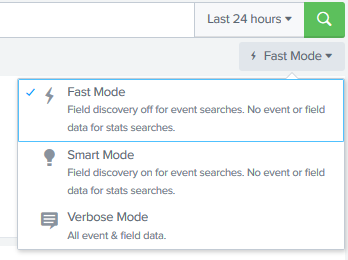 Last 24 hours
Fast Mode
Fast Mode
Field discovery off for event searches. No event or field
data for stats searches.
Smart Mode
Field discovery on for event searches. No event or field
data for stats searches.
Verbose Mode
All event & field data.